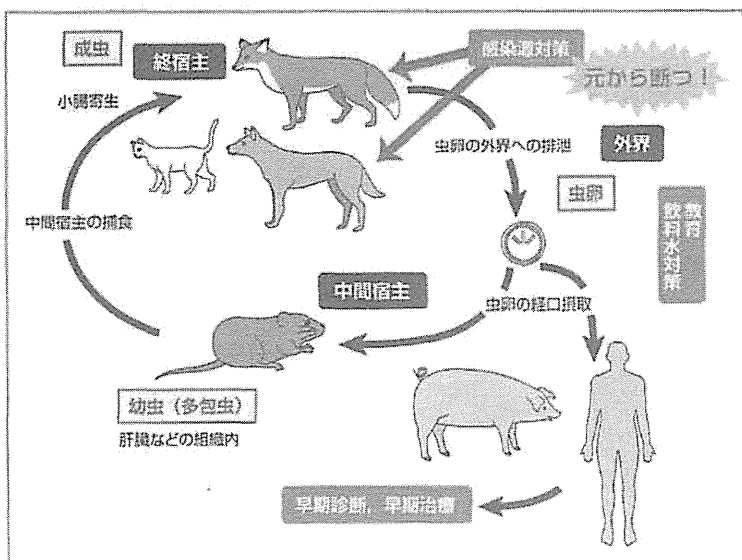 成虫
終宿主
感染源対策
元から断つ！
小腸寄生
虫卵の外界への排泄
外界
虫卵
教育
飲料水対策
中間宿主の捕食
中間宿主
虫卵の経口摂取
幼虫（多包虫）
肝臓などの組織内
早期診断，早期治療